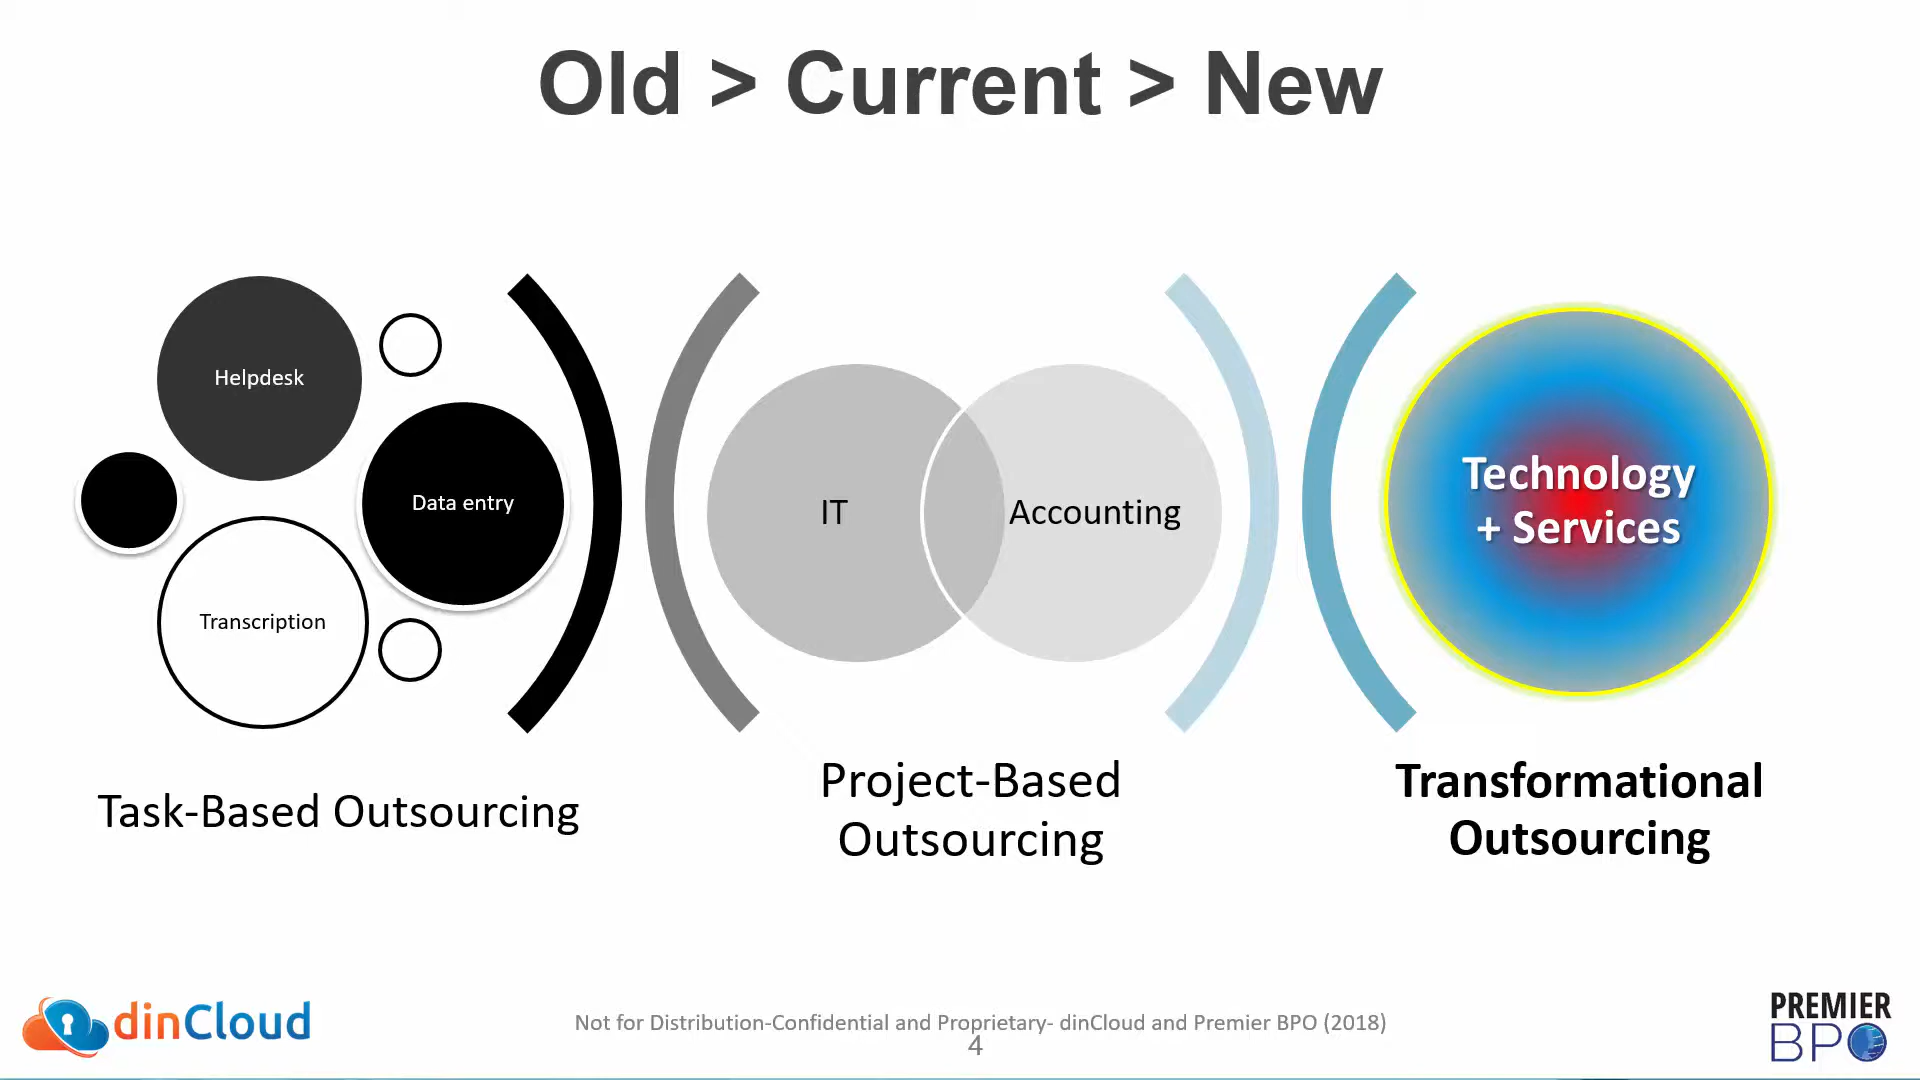 Old > Current > New
Helpdesk
Data entry
Transcription
IT
Accounting
Technology
+ Services
Task-Based Outsourcing
Project-Based
Outsourcing
Transformational
Outsourcing
dinCloud
Not for Distribution-Confidential and Proprietary- dinCloud and Premier BPO (2018)
4
PREMIER
BPO